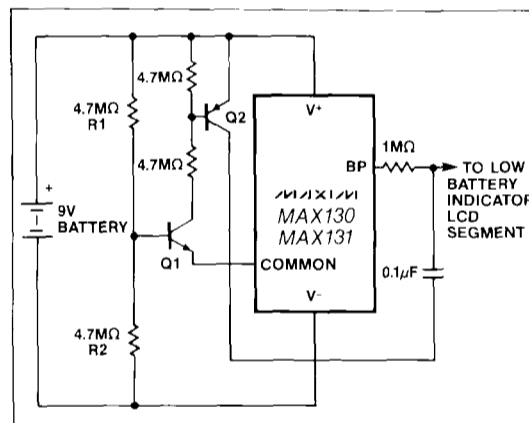 4.7MΩ
Q2
4.7MΩ
R1
4.7MΩ
V+
1MΩ
BP
TO LOW
BATTERY
INDICATOR
LCD
SEGMENT
+
9V
BATTERY
MAXIM
MAX130
MAX131
Q1
COMMON
0.1μF
V-
4.7MΩ
R2